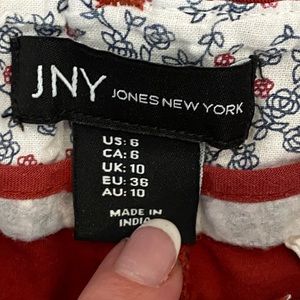 JNY JONES NEW YORK
US: 6
CA: 6
UK: 10
EU: 36
AU: 10
MADE IN
INDIA